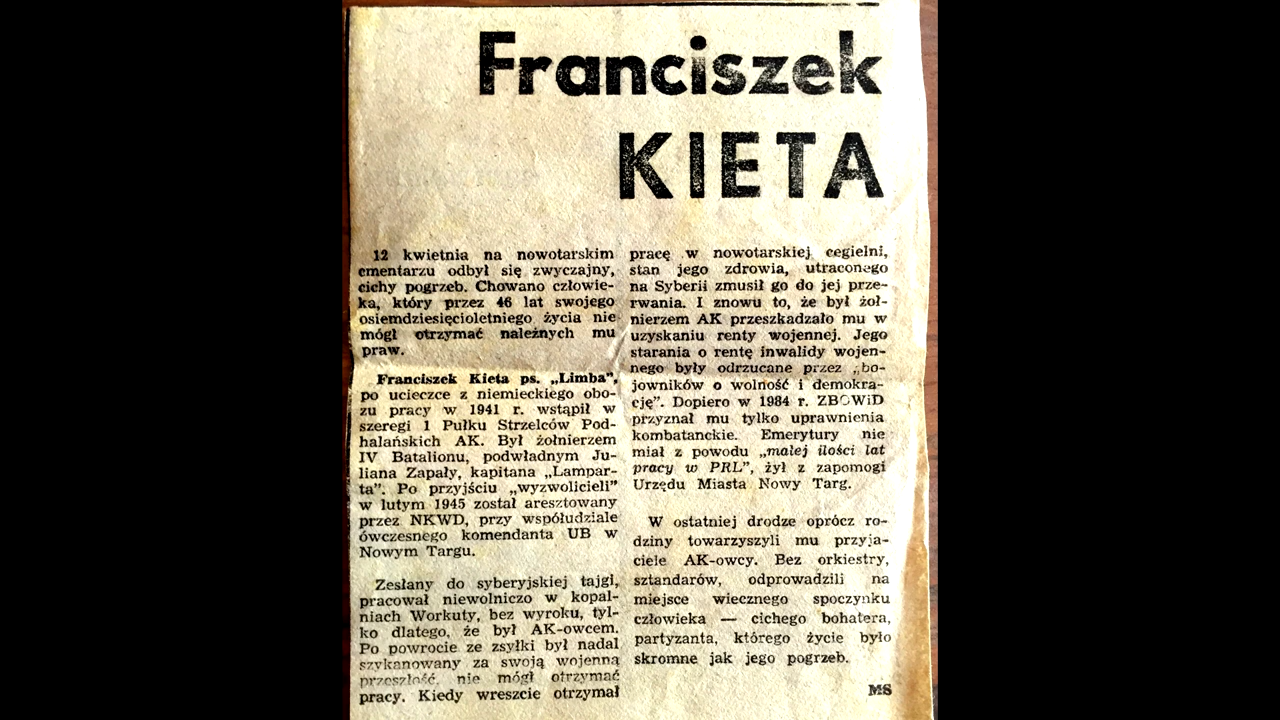 Franciszek
KIETA
12 kwietnia na nowotarskim
cmentarzu odbył się zwyczajny,
cichy pogrzeb. Chowano człowie-
ka, który przez 46 lat swojego
osiemdziesięcioletniego życia nie
mógł otrzymać należnych mu
praw.
Franciszek Kieta ps. „Limba”,
po ucieczce z niemieckiego obo-
zu pracy w 1941 r. wstąpił w
szeregi 1 Pułku Strzelców Pod-
halańskich AK. Był żołnierzem
IV Batalionu, podwładnym Ju-
liana Zapały, kapitana „Lampar-
ta”. Po przyjściu „wyzwolicieli”
w lutym 1945 został aresztowany
przez NKWD, przy współudziale
ówczesnego komendanta UB w
Nowym Targu.
Zesłany do syberyjskiej tajgi,
pracował niewolniczo w kopal-
niach Workuty, bez wyroku, tyl-
ko dlatego, że był AK-owcem.
Po powrocie ze zsyłki był nadal
szykanowany za swoją wojenną
przeszłość, nie mógł otrzymać
pracy. Kiedy wreszcie otrzymał
pracę w nowotarskiej cegielni,
stan jego zdrowia, utraconego
na Syberii zmusił go do jej prze-
rwania. I znowu to, że był żoł-
nierzem AK przeszkadzało mu w
uzyskaniu renty wojennej. Jego
starania o rentę inwalidy wojen-
nego były odrzucane przez „bo-
jowników o wolność i demokra-
cję”. Dopiero w 1984 r. ZBOWiD
przyznał mu tylko uprawnienia
kombatanckie. Emerytury nie
miał z powodu „małej ilości lat
pracy w PRL”, żył z zapomogi
Urzędu Miasta Nowy Targ.
W ostatniej drodze oprócz ro-
dziny towarzyszyli mu przyja-
ciele AK-owcy. Bez orkiestry,
sztandarów, odprowadzili na
miejsce wiecznego spoczynku
człowieka — cichego bohatera,
partyzanta, którego życie było
skromne jak jego pogrzeb.
MS